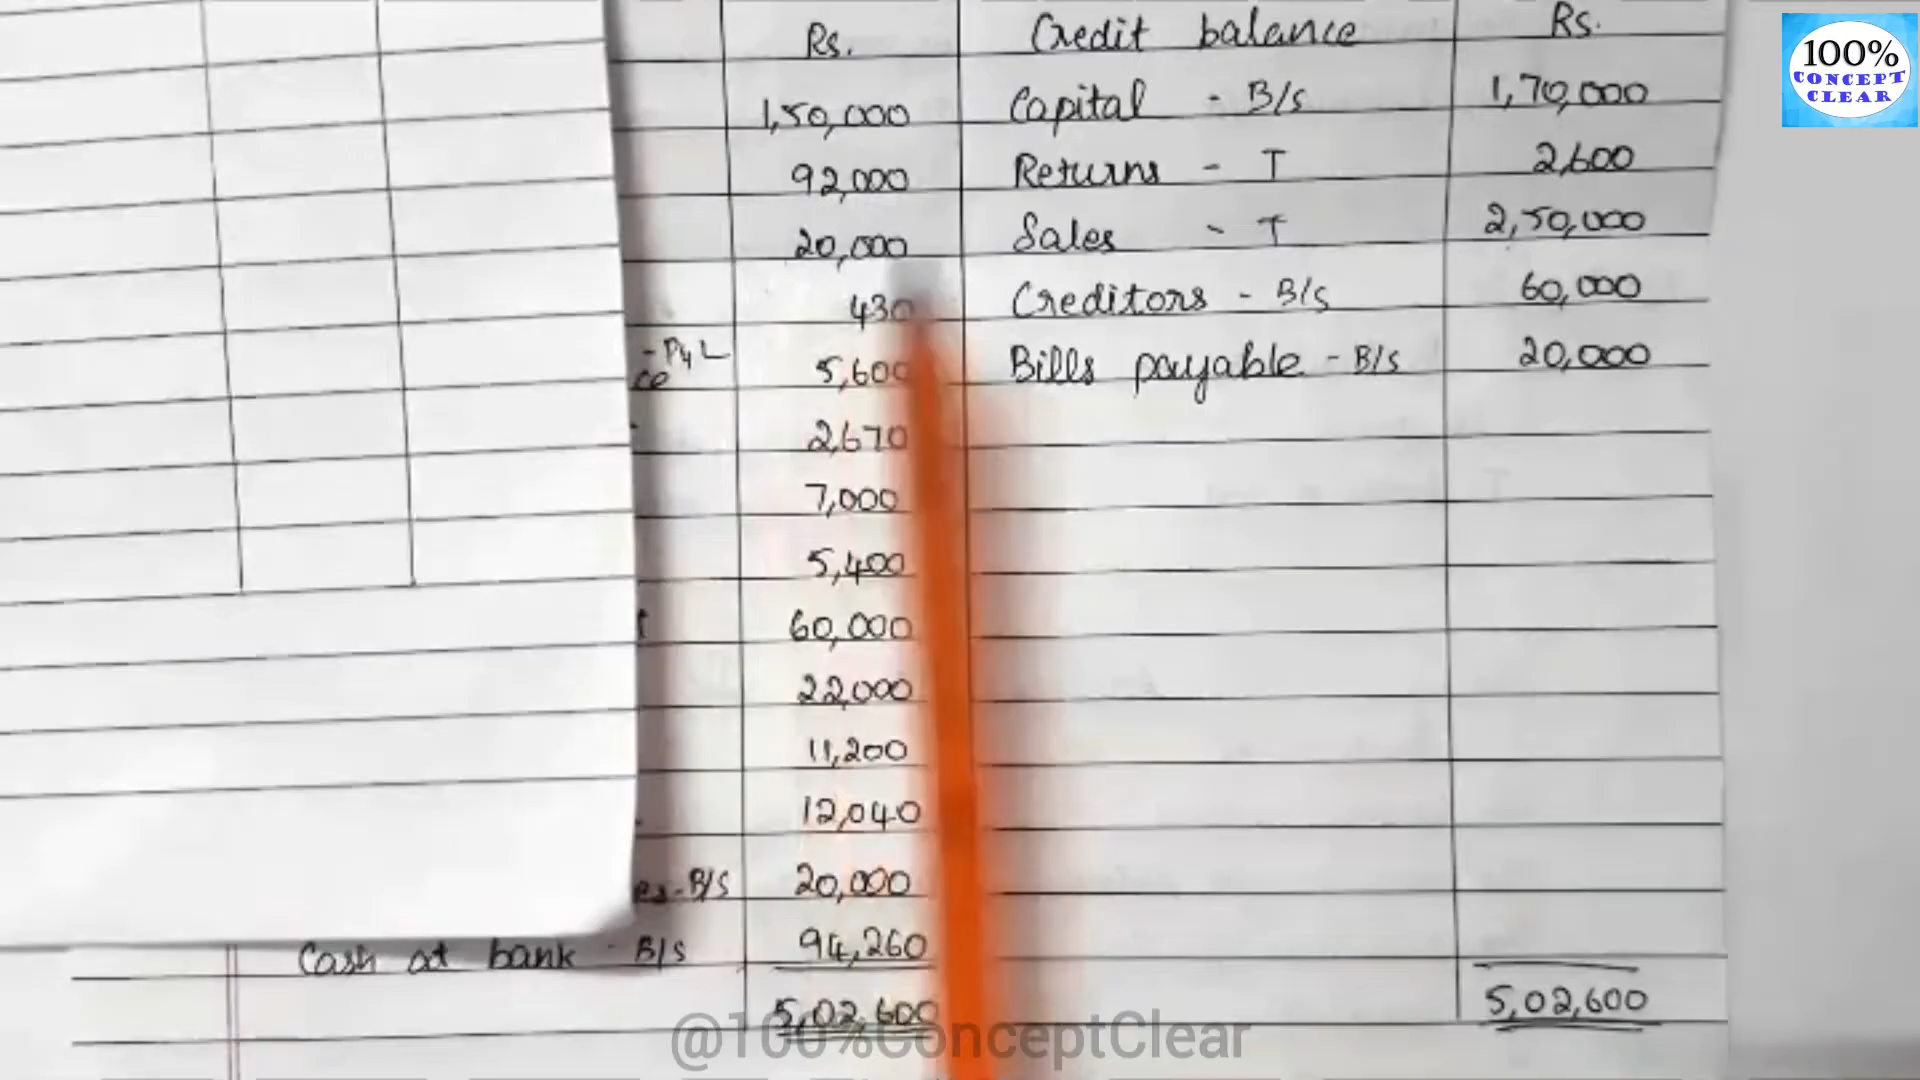 Rs. Credit balance Rs.
1,50,000 Capital - B/s 1,70,000
92,000 Returns - T 2,600
20,000 Sales - T 2,50,000
430 Creditors - B/s 60,000
- P&L 5,600 Bills payable - B/s 20,000
ce
2,670
7,000
5,400
60,000
22,000
11,200
12,040
es - B/S 20,000
Cash at bank - B/S 94,260
5,02,600 5,02,600
100%
CONCEPT
CLEAR
@100%ConceptClear